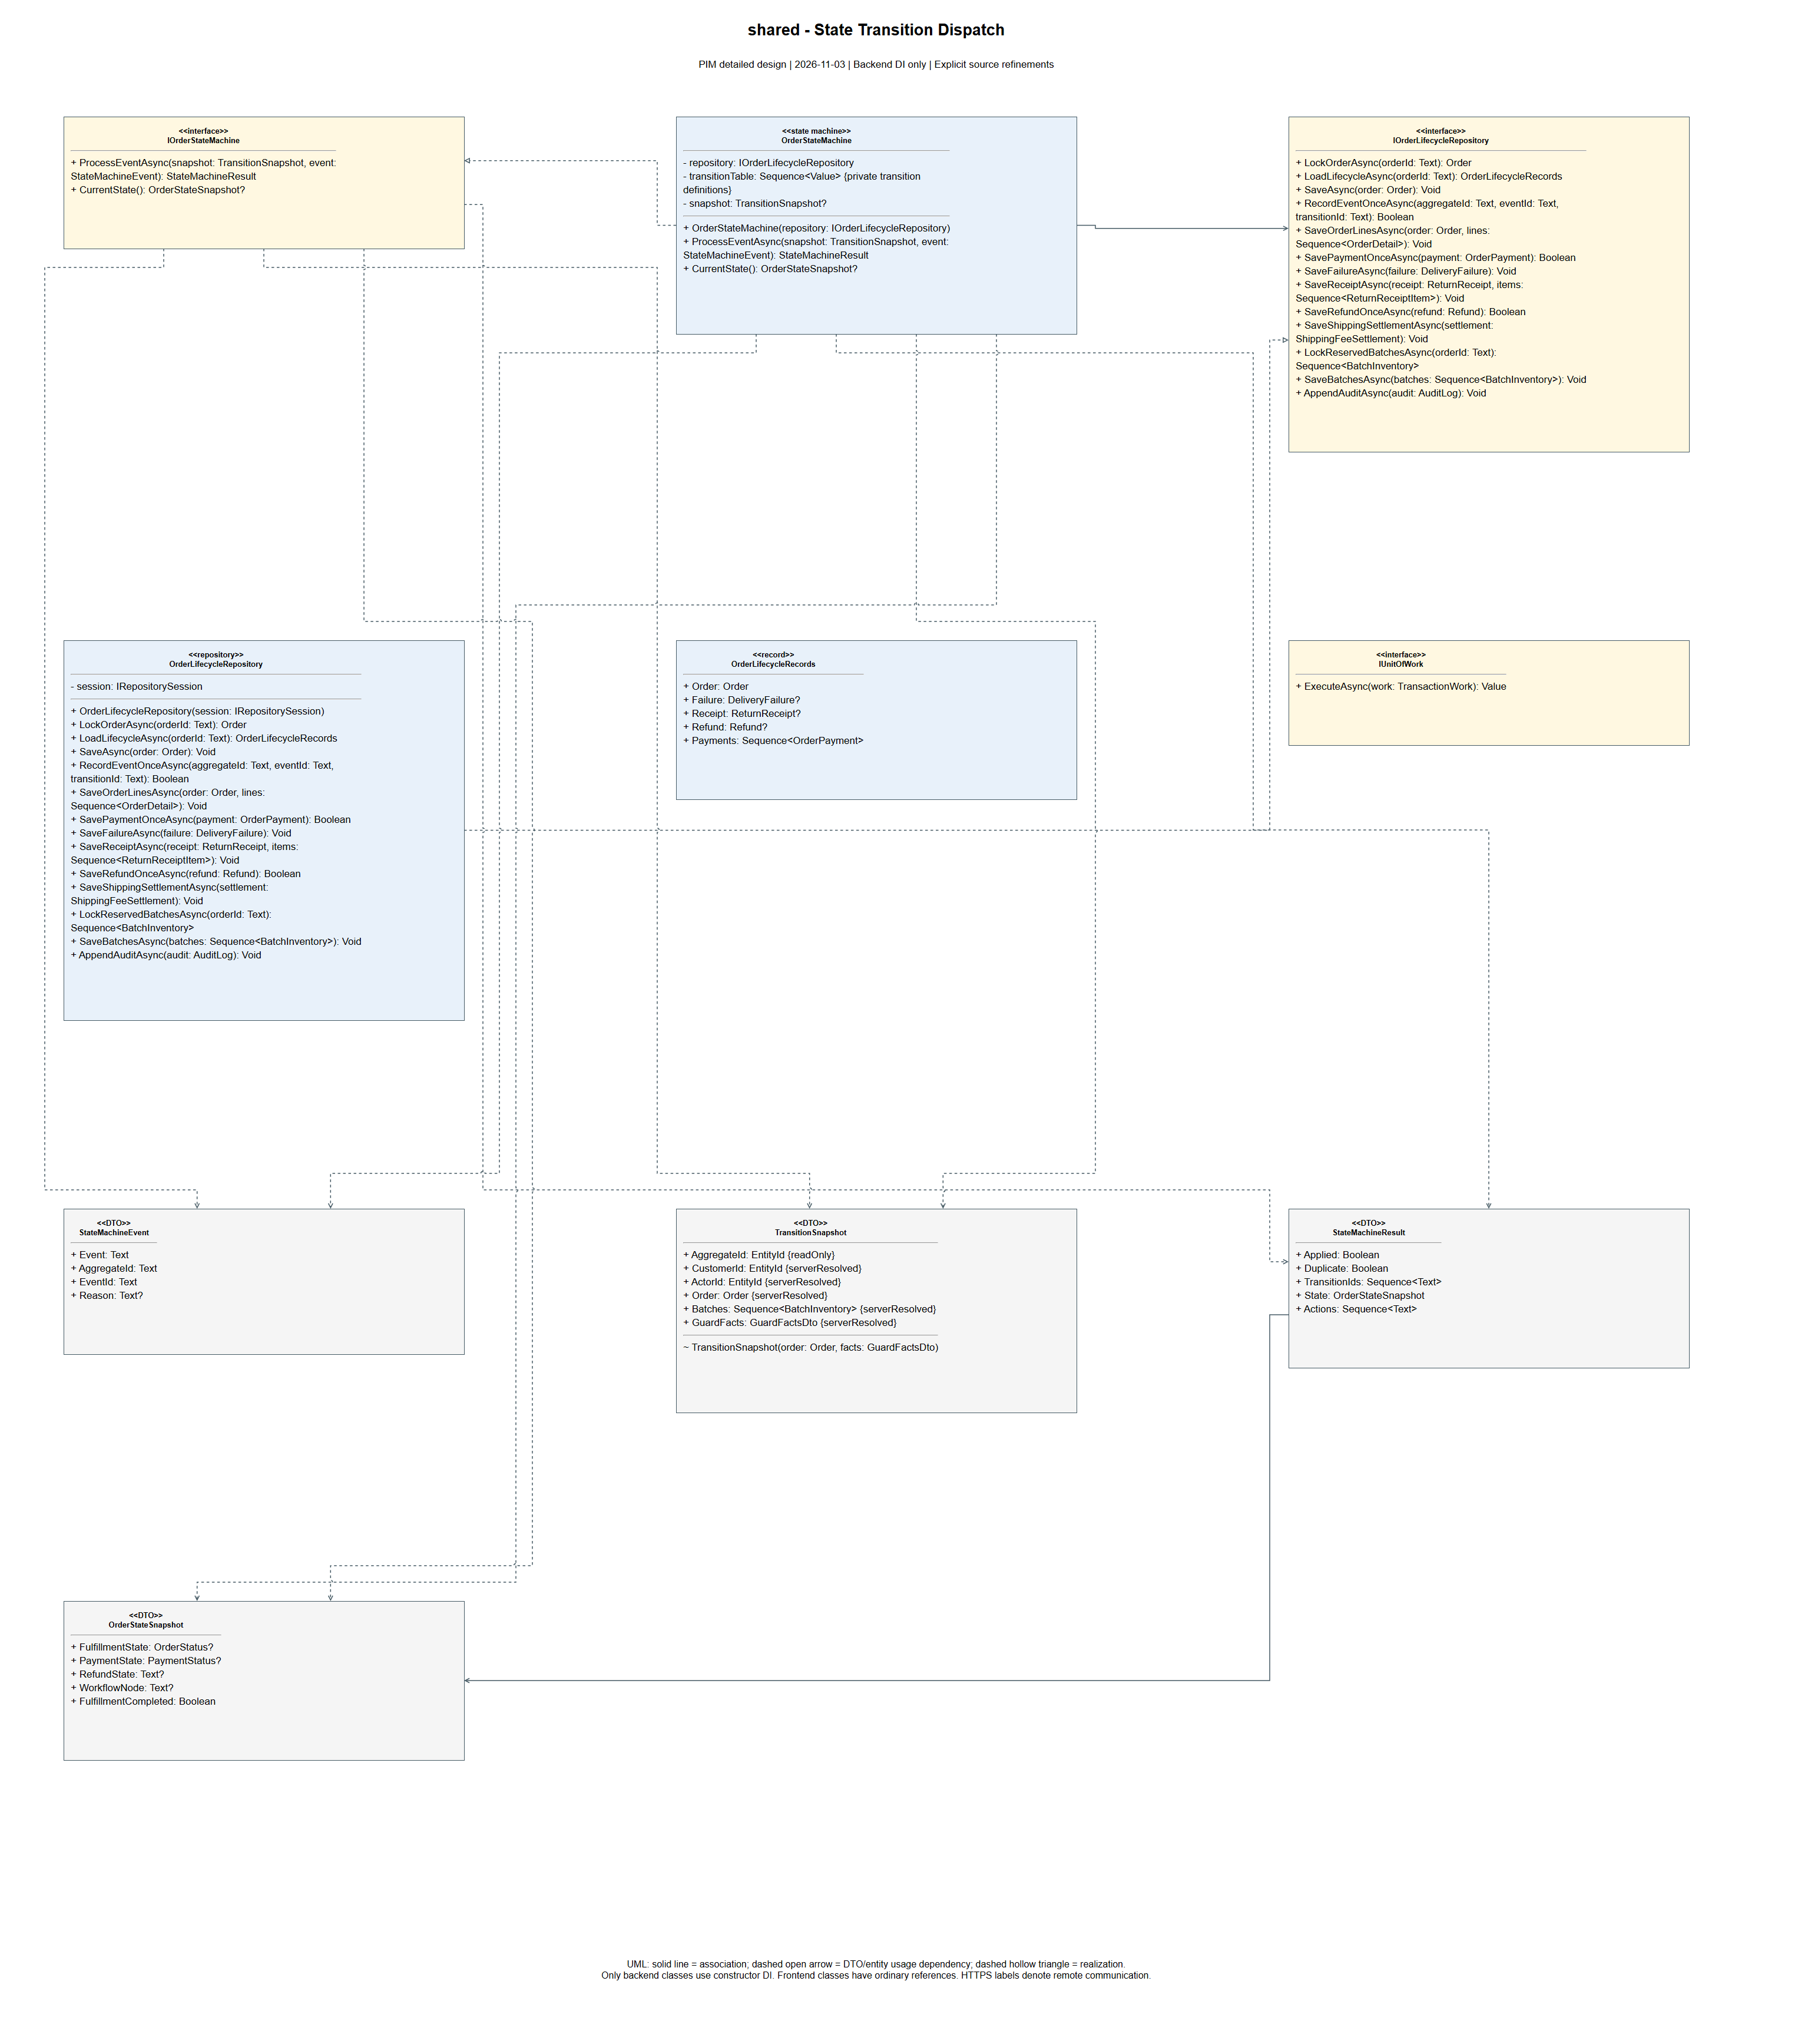 shared - State Transition Dispatch
PIM detailed design | 2026-11-03 | Backend DI only | Explicit source refinements
<<interface>>
IOrderStateMachine
+ ProcessEventAsync(snapshot: TransitionSnapshot, event:
StateMachineEvent): StateMachineResult
+ CurrentState(): OrderStateSnapshot?
<<state machine>>
OrderStateMachine
- repository: IOrderLifecycleRepository
- transitionTable: Sequence<Value> {private transition
definitions}
- snapshot: TransitionSnapshot?
+ OrderStateMachine(repository: IOrderLifecycleRepository)
+ ProcessEventAsync(snapshot: TransitionSnapshot, event:
StateMachineEvent): StateMachineResult
+ CurrentState(): OrderStateSnapshot?
<<interface>>
IOrderLifecycleRepository
+ LockOrderAsync(orderId: Text): Order
+ LoadLifecycleAsync(orderId: Text): OrderLifecycleRecords
+ SaveAsync(order: Order): Void
+ RecordEventOnceAsync(aggregateId: Text, eventId: Text,
transitionId: Text): Boolean
+ SaveOrderLinesAsync(order: Order, lines:
Sequence<OrderDetail>): Void
+ SavePaymentOnceAsync(payment: OrderPayment): Boolean
+ SaveFailureAsync(failure: DeliveryFailure): Void
+ SaveReceiptAsync(receipt: ReturnReceipt, items:
Sequence<ReturnReceiptItem>): Void
+ SaveRefundOnceAsync(refund: Refund): Boolean
+ SaveShippingSettlementAsync(settlement:
ShippingFeeSettlement): Void
+ LockReservedBatchesAsync(orderId: Text):
Sequence<BatchInventory>
+ SaveBatchesAsync(batches: Sequence<BatchInventory>): Void
+ AppendAuditAsync(audit: AuditLog): Void
<<repository>>
OrderLifecycleRepository
- session: IRepositorySession
+ OrderLifecycleRepository(session: IRepositorySession)
+ LockOrderAsync(orderId: Text): Order
+ LoadLifecycleAsync(orderId: Text): OrderLifecycleRecords
+ SaveAsync(order: Order): Void
+ RecordEventOnceAsync(aggregateId: Text, eventId: Text,
transitionId: Text): Boolean
+ SaveOrderLinesAsync(order: Order, lines:
Sequence<OrderDetail>): Void
+ SavePaymentOnceAsync(payment: OrderPayment): Boolean
+ SaveFailureAsync(failure: DeliveryFailure): Void
+ SaveReceiptAsync(receipt: ReturnReceipt, items:
Sequence<ReturnReceiptItem>): Void
+ SaveRefundOnceAsync(refund: Refund): Boolean
+ SaveShippingSettlementAsync(settlement:
ShippingFeeSettlement): Void
+ LockReservedBatchesAsync(orderId: Text):
Sequence<BatchInventory>
+ SaveBatchesAsync(batches: Sequence<BatchInventory>): Void
+ AppendAuditAsync(audit: AuditLog): Void
<<record>>
OrderLifecycleRecords
+ Order: Order
+ Failure: DeliveryFailure?
+ Receipt: ReturnReceipt?
+ Refund: Refund?
+ Payments: Sequence<OrderPayment>
<<interface>>
IUnitOfWork
+ ExecuteAsync(work: TransactionWork): Value
<<DTO>>
StateMachineEvent
+ Event: Text
+ AggregateId: Text
+ EventId: Text
+ Reason: Text?
<<DTO>>
TransitionSnapshot
+ AggregateId: EntityId {readOnly}
+ CustomerId: EntityId {serverResolved}
+ ActorId: EntityId {serverResolved}
+ Order: Order {serverResolved}
+ Batches: Sequence<BatchInventory> {serverResolved}
+ GuardFacts: GuardFactsDto {serverResolved}
~ TransitionSnapshot(order: Order, facts: GuardFactsDto)
<<DTO>>
StateMachineResult
+ Applied: Boolean
+ Duplicate: Boolean
+ TransitionIds: Sequence<Text>
+ State: OrderStateSnapshot
+ Actions: Sequence<Text>
<<DTO>>
OrderStateSnapshot
+ FulfillmentState: OrderStatus?
+ PaymentState: PaymentStatus?
+ RefundState: Text?
+ WorkflowNode: Text?
+ FulfillmentCompleted: Boolean
UML: solid line = association; dashed open arrow = DTO/entity usage dependency; dashed hollow triangle = realization.
Only backend classes use constructor DI. Frontend classes have ordinary references. HTTPS labels denote remote communication.